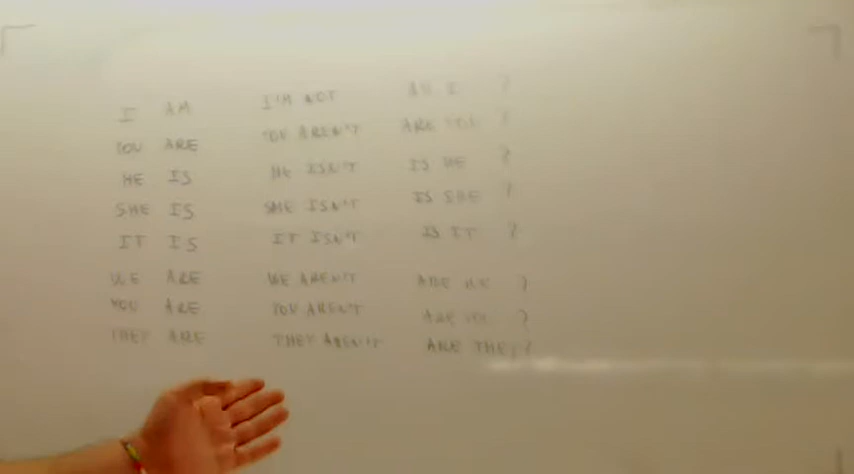 I AM I'M NOT AM I ?
YOU ARE YOU AREN'T ARE YOU ?
HE IS HE ISN'T IS HE ?
SHE IS SHE ISN'T IS SHE ?
IT IS IT ISN'T IS IT ?
WE ARE WE AREN'T ARE WE ?
YOU ARE YOU AREN'T ARE YOU ?
THEY ARE THEY AREN'T ARE THEY?